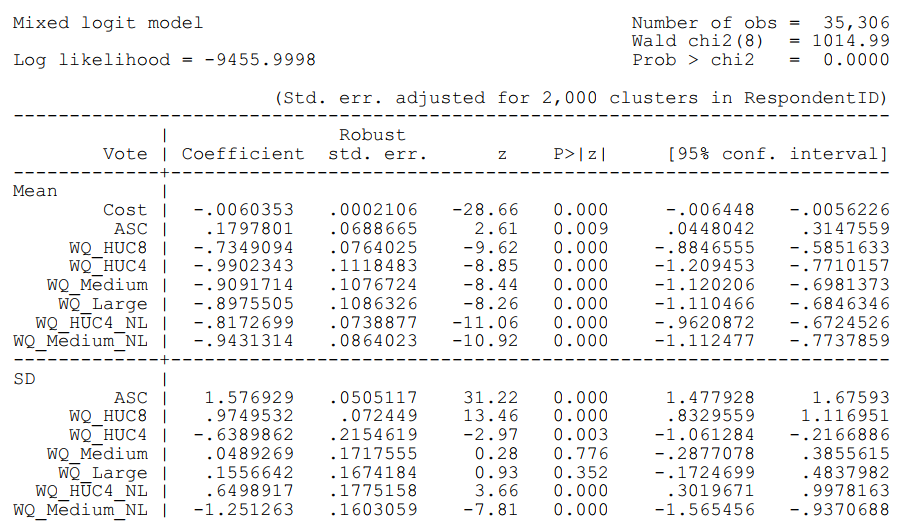 Mixed logit model Number of obs = 35,306
Wald chi2(8) = 1014.99
Log likelihood = -9455.9998 Prob > chi2 = 0.0000
(Std. err. adjusted for 2,000 clusters in RespondentID)
Robust
Vote | Coefficient std. err. z P>|z| [95% conf. interval]
Mean
Cost | -.0060353 .0002106 -28.66 0.000 -.006448 -.0056226
ASC | .1797801 .0688665 2.61 0.009 .0448042 .3147559
WQ_HUC8 | -.7349094 .0764025 -9.62 0.000 -.8846555 -.5851633
WQ_HUC4 | -.9902343 .1118483 -8.85 0.000 -1.209453 -.7710157
WQ_Medium | -.9091714 .1076724 -8.44 0.000 -1.120206 -.6981373
WQ_Large | -.8975505 .1086326 -8.26 0.000 -1.110466 -.6846346
WQ_HUC4_NL | -.8172699 .0738877 -11.06 0.000 -.9620872 -.6724526
WQ_Medium_NL | -.9431314 .0864023 -10.92 0.000 -1.112477 -.7737859
SD
ASC | 1.576929 .0505117 31.22 0.000 1.477928 1.67593
WQ_HUC8 | .9749532 .072449 13.46 0.000 .8329559 1.116951
WQ_HUC4 | -.6389862 .2154619 -2.97 0.003 -1.061284 -.2166886
WQ_Medium | .0489269 .1717555 0.28 0.776 -.2877078 .3855615
WQ_Large | .1556642 .1674184 0.93 0.352 -.1724699 .4837982
WQ_HUC4_NL | .6498917 .1775158 3.66 0.000 .3019671 .9978163
WQ_Medium_NL | -1.251263 .1603059 -7.81 0.000 -1.565456 -.9370688